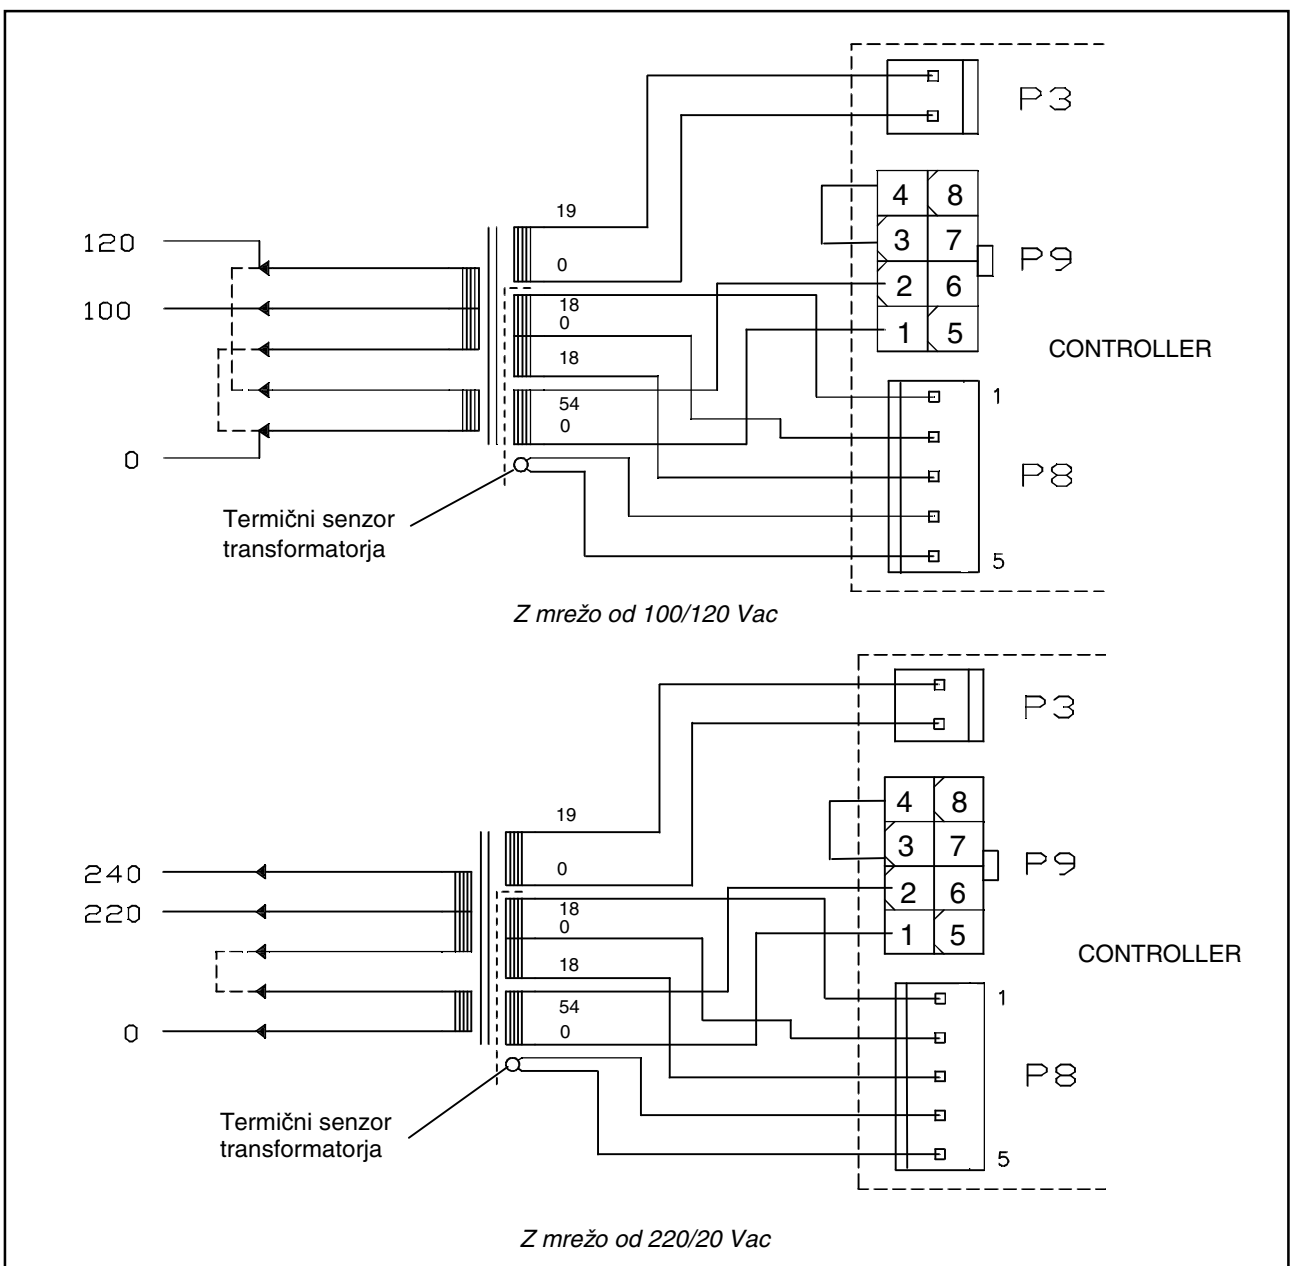 P3
19
4 8
120
3 7
P9
0
2 6
100
18
0
1 5
CONTROLLER
18
1
54
0
0
P8
Termični senzor
transformatorja
5
Z mrežo od 100/120 Vac
P3
4 8
19
3 7
P9
240
0
2 6
220
18
0
1 5
CONTROLLER
18
1
54
0
0
P8
Termični senzor
transformatorja
5
Z mrežo od 220/20 Vac